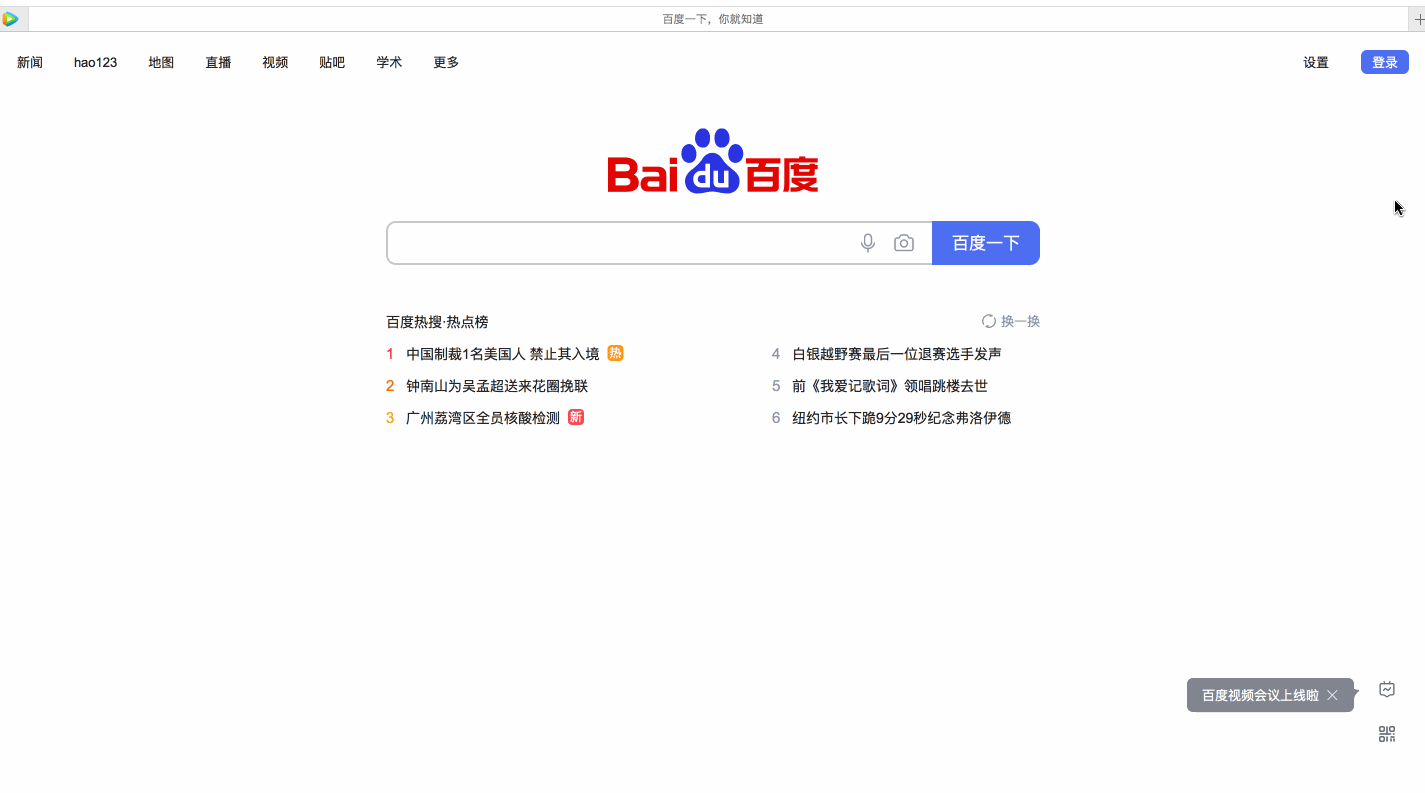 百度一下，你就知道
新闻 hao123 地图 直播 视频 贴吧 学术 更多 设置 登录
Bai du 百度
百度一下
百度热搜·热点榜 换一换
1 中国制裁1名美国人 禁止其入境 热
2 钟南山为吴孟超送来花圈挽联
3 广州荔湾区全员核酸检测 新
4 白银越野赛最后一位退赛选手发声
5 前《我爱记歌词》领唱跳楼去世
6 纽约市长下跪9分29秒纪念弗洛伊德
百度视频会议上线啦